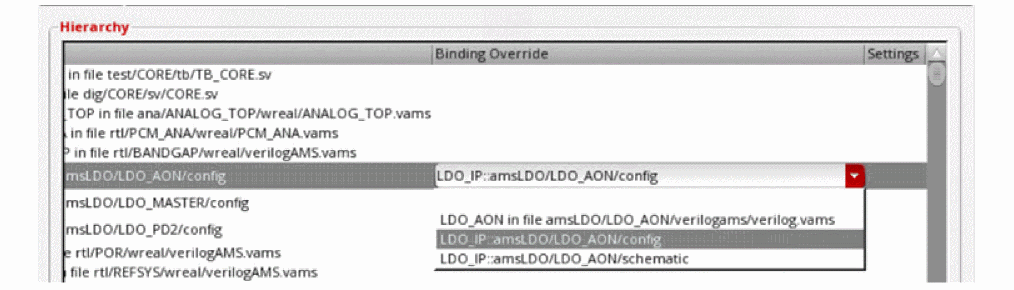 Hierarchy
Binding Override
Settings
in file test/CORE/tb/TB_CORE.sv
file dig/CORE/sv/CORE.sv
_TOP in file ana/ANALOG_TOP/wreal/ANALOG_TOP.vams
in file rtl/PCM_ANA/wreal/PCM_ANA.vams
P in file rtl/BANDGAP/wreal/verilogAMS.vams
msLDO/LDO_AON/config
LDO_IP::amsLDO/LDO_AON/config
msLDO/LDO_MASTER/config
LDO_AON in file amsLDO/LDO_AON/verilogams/verilog.vams
msLDO/LDO_PD2/config
LDO_IP::amsLDO/LDO_AON/config
e rtl/POR/wreal/verilogAMS.vams
LDO_IP::amsLDO/LDO_AON/schematic
file rtl/REFSYS/wreal/verilogAMS.vams